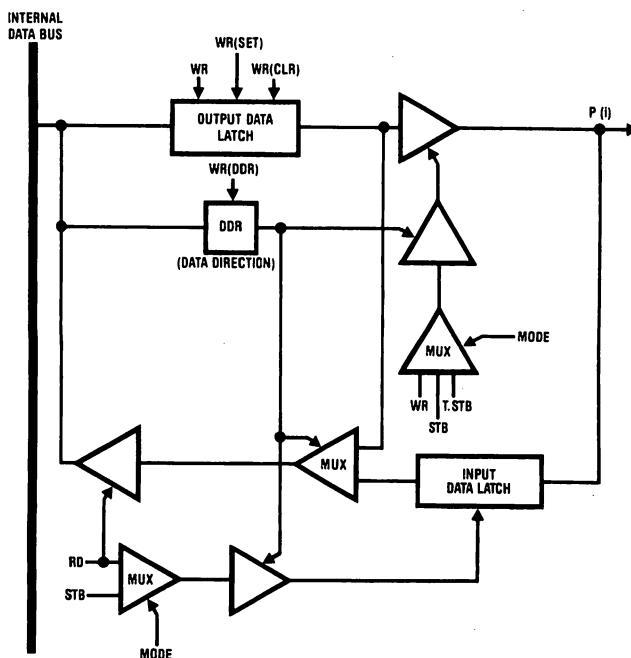 INTERNAL
DATA BUS
WR(SET)
WR
WR(CLR)
OUTPUT DATA
LATCH
P (i)
WR(DDR)
DDR
(DATA DIRECTION)
MODE
MUX
WR
T. STB
STB
MUX
INPUT
DATA LATCH
RD
MUX
STB
MODE